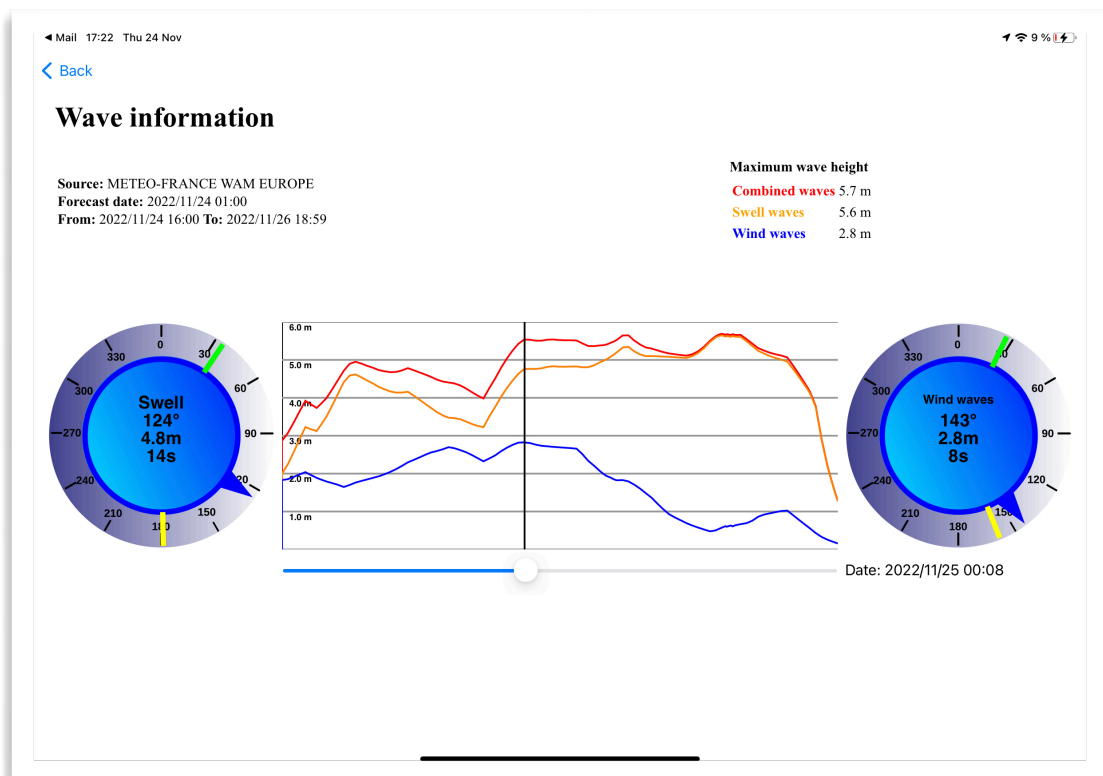 Mail 17:22 Thu 24 Nov
9 %
Back
Wave information
Source: METEO-FRANCE WAM EUROPE
Forecast date: 2022/11/24 01:00
From: 2022/11/24 16:00 To: 2022/11/26 18:59
Maximum wave height
Combined waves 5.7 m
Swell waves 5.6 m
Wind waves 2.8 m
0
30
60
90
120
150
180
210
240
270
300
330
Swell
124°
4.8m
14s
6.0 m
5.0 m
4.0 m
3.0 m
2.0 m
1.0 m
0
30
60
90
120
150
180
210
240
270
300
330
Wind waves
143°
2.8m
8s
Date: 2022/11/25 00:08